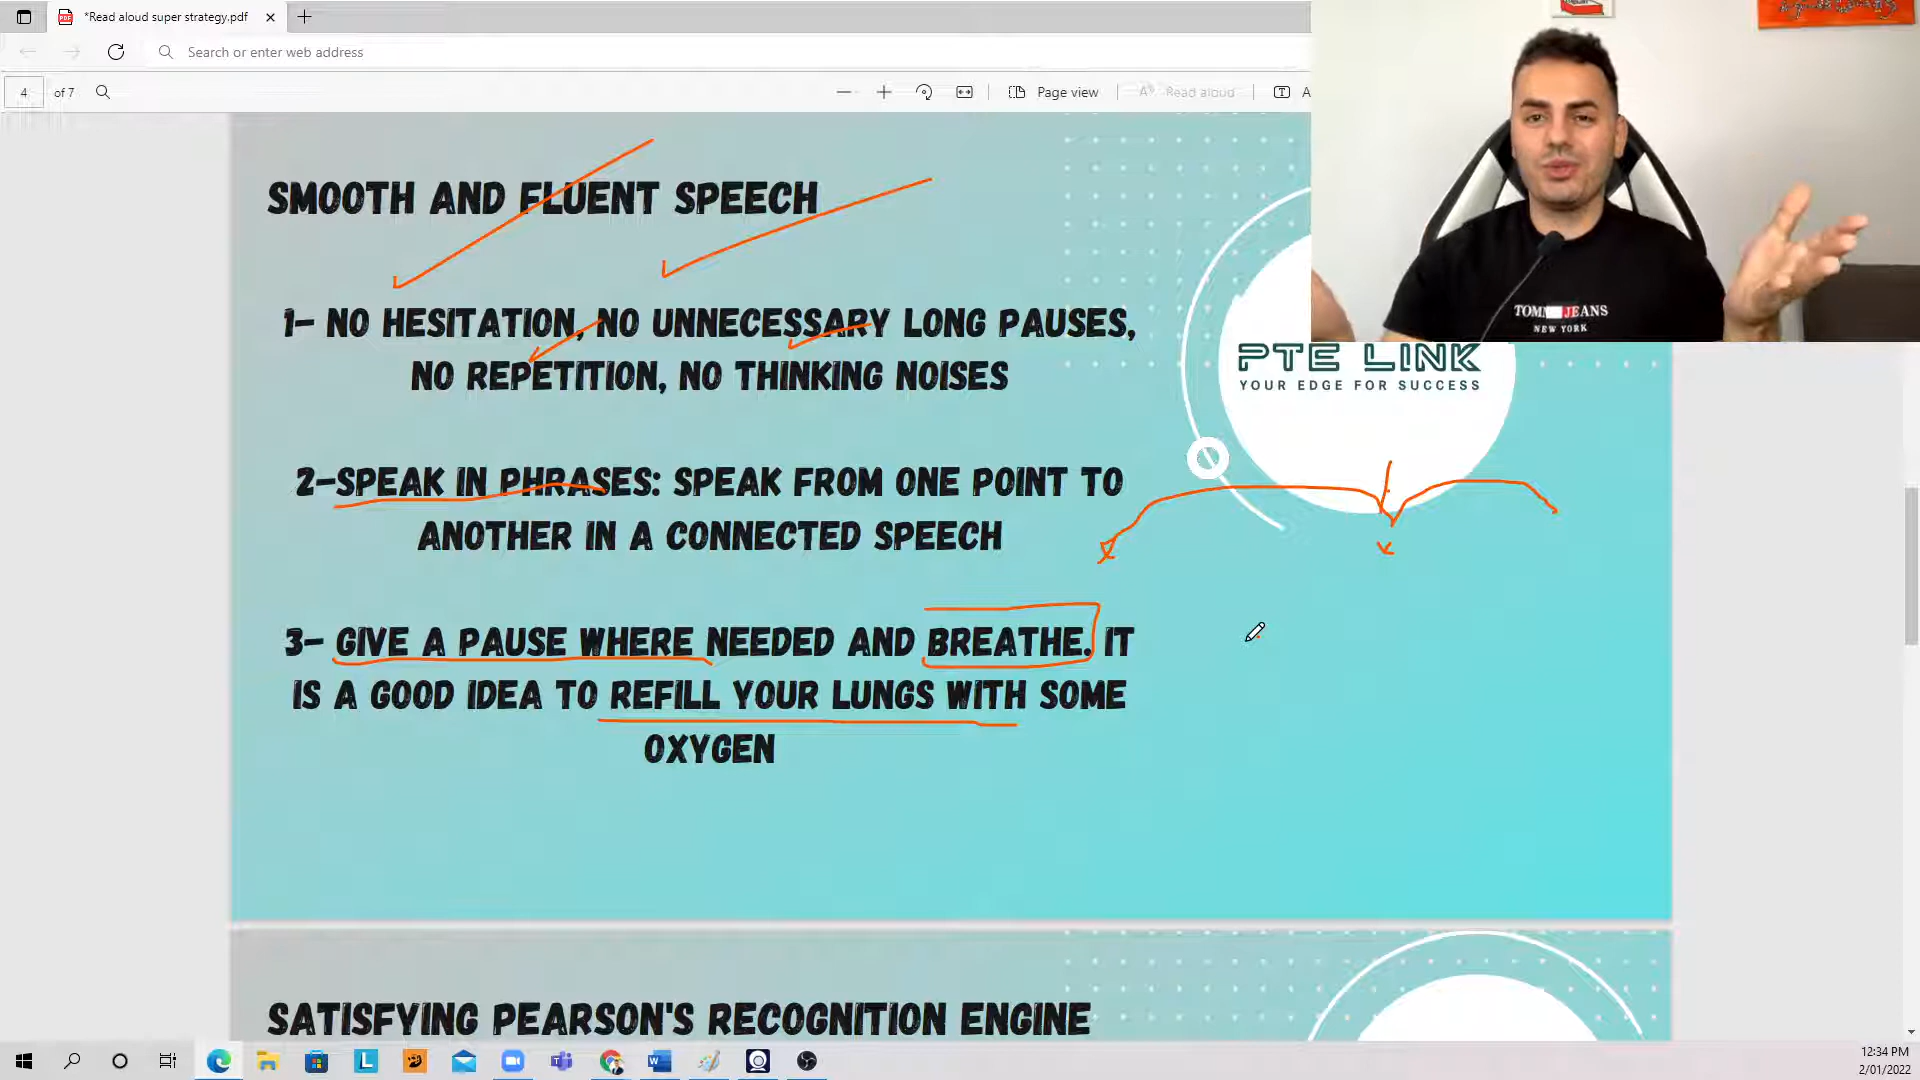 *Read aloud super strategy.pdf
Search or enter web address
4 of 7
Page view
Read aloud
A
SMOOTH AND FLUENT SPEECH
1- NO HESITATION, NO UNNECESSARY LONG PAUSES,
NO REPETITION, NO THINKING NOISES
2-SPEAK IN PHRASES: SPEAK FROM ONE POINT TO
ANOTHER IN A CONNECTED SPEECH
3- GIVE A PAUSE WHERE NEEDED AND BREATHE. IT
IS A GOOD IDEA TO REFILL YOUR LUNGS WITH SOME
OXYGEN
TOMMY JEANS
NEW YORK
PTE LINK
YOUR EDGE FOR SUCCESS
SATISFYING PEARSON'S RECOGNITION ENGINE
12:34 PM
2/01/2022